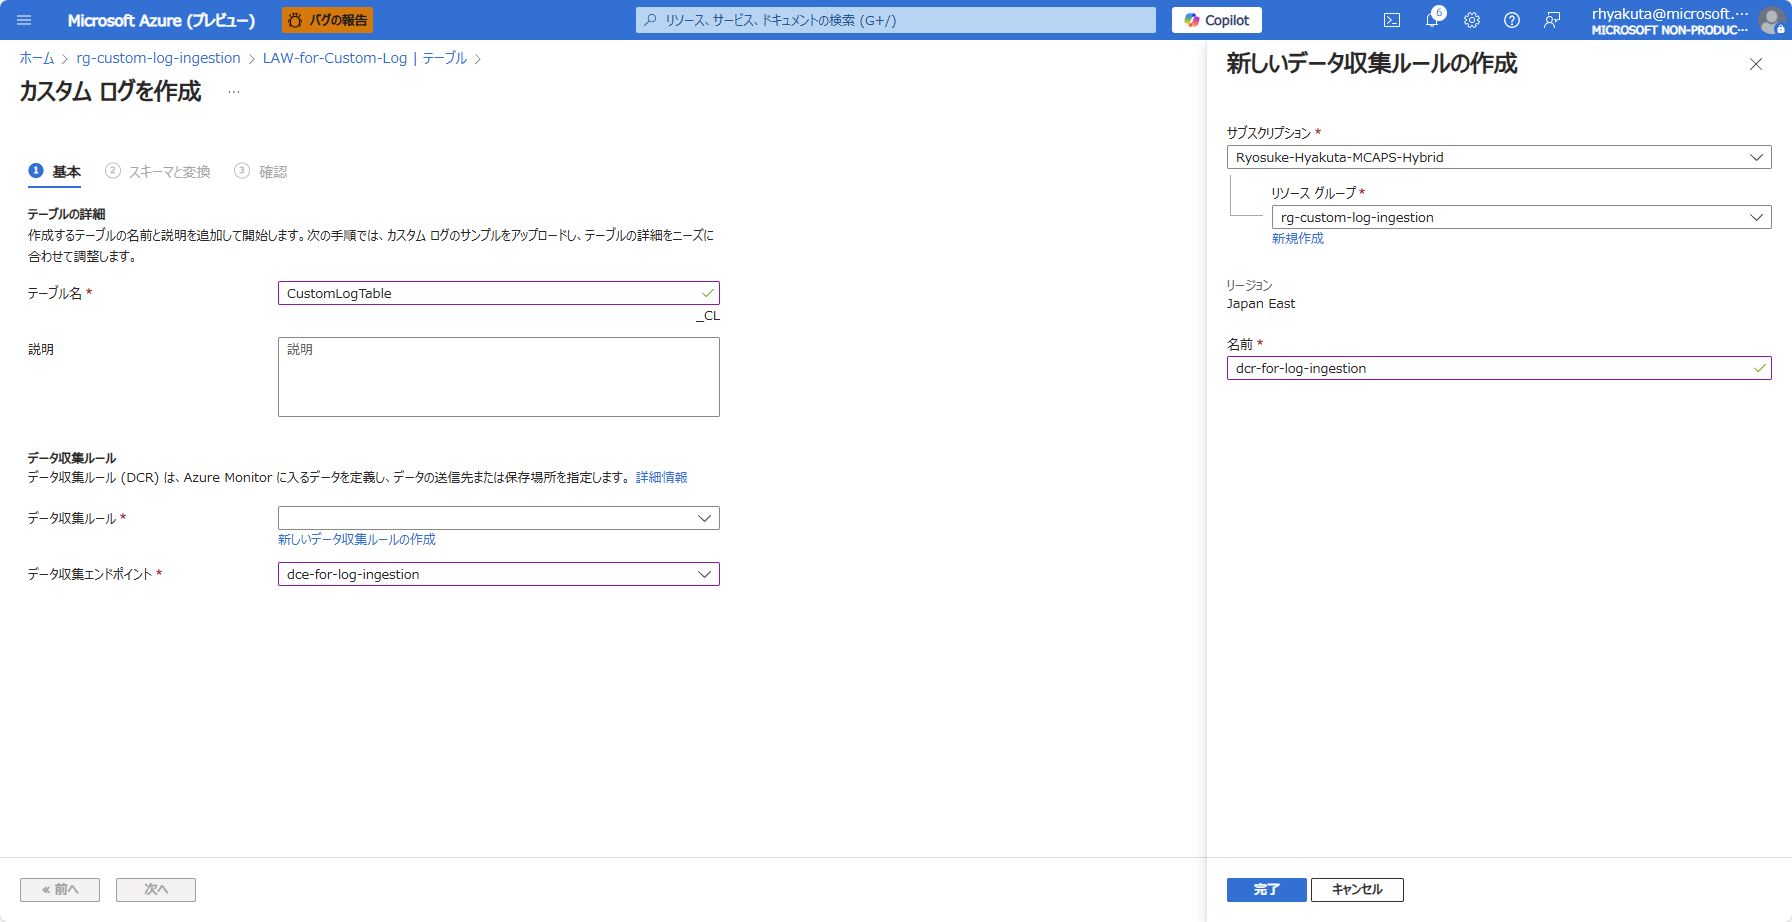 Microsoft Azure (プレビュー)
バグの報告
リソース、サービス、ドキュメントの検索 (G+/)
Copilot
6
rhyakuta@microsoft.…
MICROSOFT NON-PRODUC…
ホーム > rg-custom-log-ingestion > LAW-for-Custom-Log | テーブル >
カスタム ログを作成 …
1 基本 2 スキーマと変換 3 確認
テーブルの詳細
作成するテーブルの名前と説明を追加して開始します。次の手順では、カスタム ログのサンプルをアップロードし、テーブルの詳細をニーズに
合わせて調整します。
テーブル名 *
CustomLogTable
_CL
説明
説明
データ収集ルール
データ収集ルール (DCR) は、Azure Monitor に入るデータを定義し、データの送信先または保存場所を指定します。 詳細情報
データ収集ルール *
新しいデータ収集ルールの作成
データ収集エンドポイント *
dce-for-log-ingestion
« 前へ
次へ
新しいデータ収集ルールの作成
サブスクリプション *
Ryosuke-Hyakuta-MCAPS-Hybrid
リソース グループ *
rg-custom-log-ingestion
新規作成
リージョン
Japan East
名前 *
dcr-for-log-ingestion
完了
キャンセル